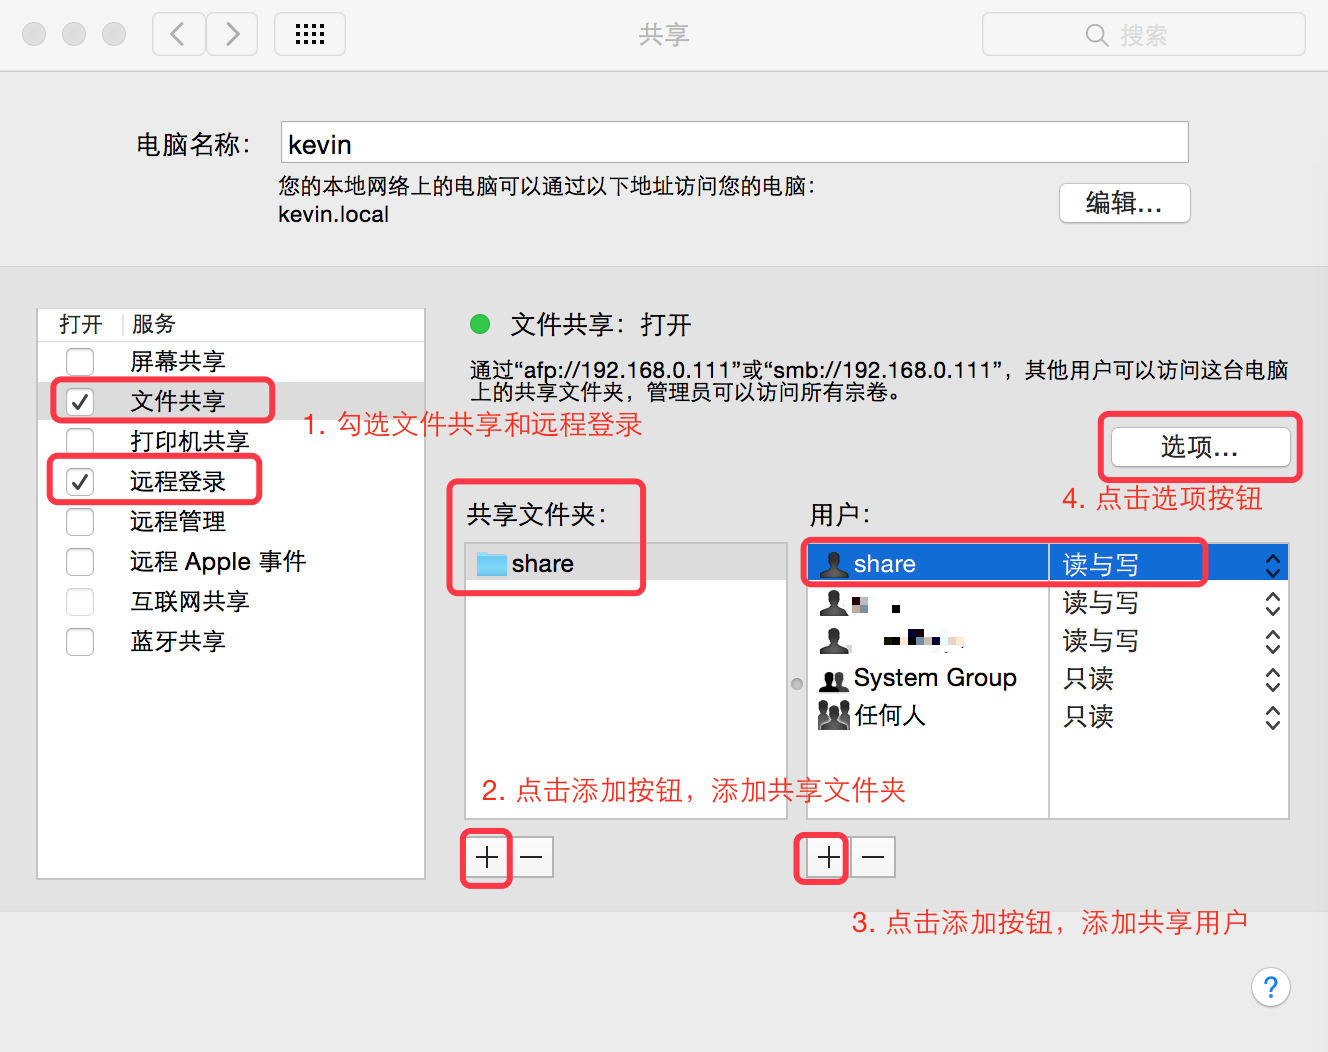 共享
搜索
电脑名称：
kevin
您的本地网络上的电脑可以通过以下地址访问您的电脑：
kevin.local
编辑...
打开 服务
屏幕共享
文件共享
打印机共享
远程登录
远程管理
远程 Apple 事件
互联网共享
蓝牙共享
文件共享：打开
通过“afp://192.168.0.111”或“smb://192.168.0.111”，其他用户可以访问这台电脑
上的共享文件夹，管理员可以访问所有宗卷。
1. 勾选文件共享和远程登录
选项...
4. 点击选项按钮
共享文件夹：
share
用户：
share 读与写
读与写
读与写
System Group 只读
任何人 只读
2. 点击添加按钮，添加共享文件夹
3. 点击添加按钮，添加共享用户
?